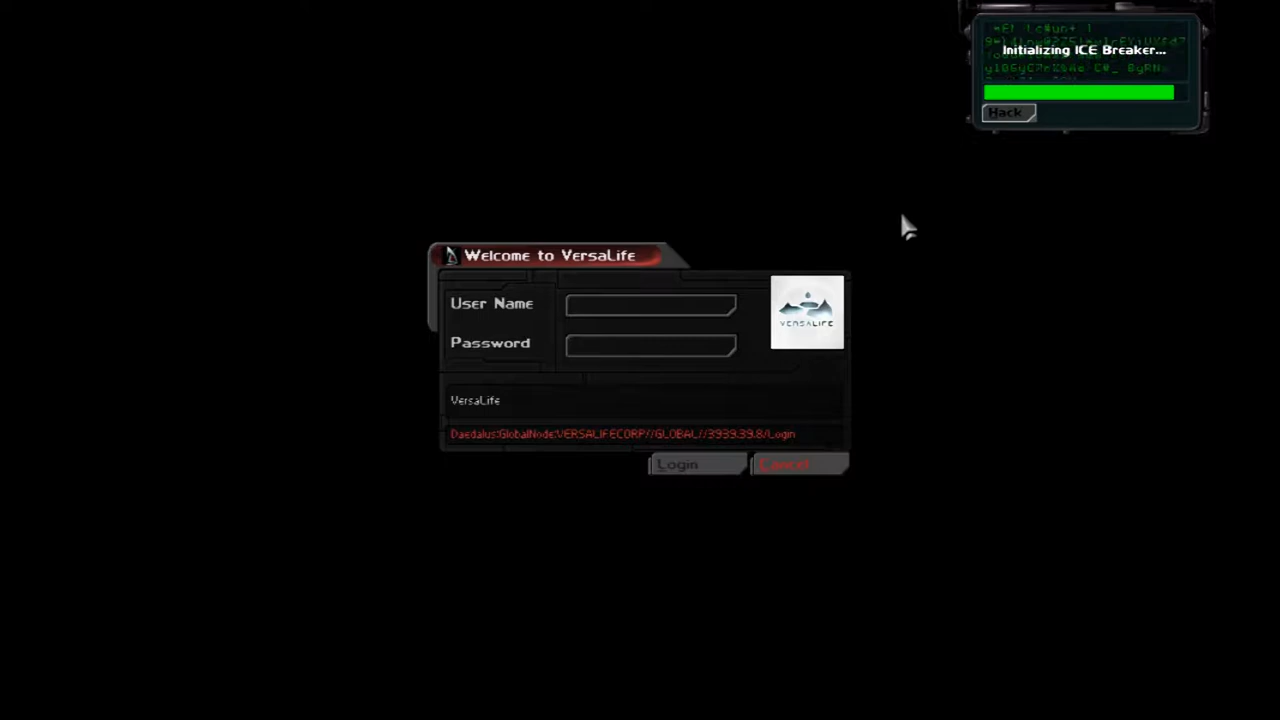 Initializing ICE Breaker...
Hack
Welcome to VersaLife
User Name
VERSALIFE
Password
VersaLife
Daedalus:GlobalNode:VERSALIFECORP//GLOBAL//3939.39.8/Login
Login
Cancel